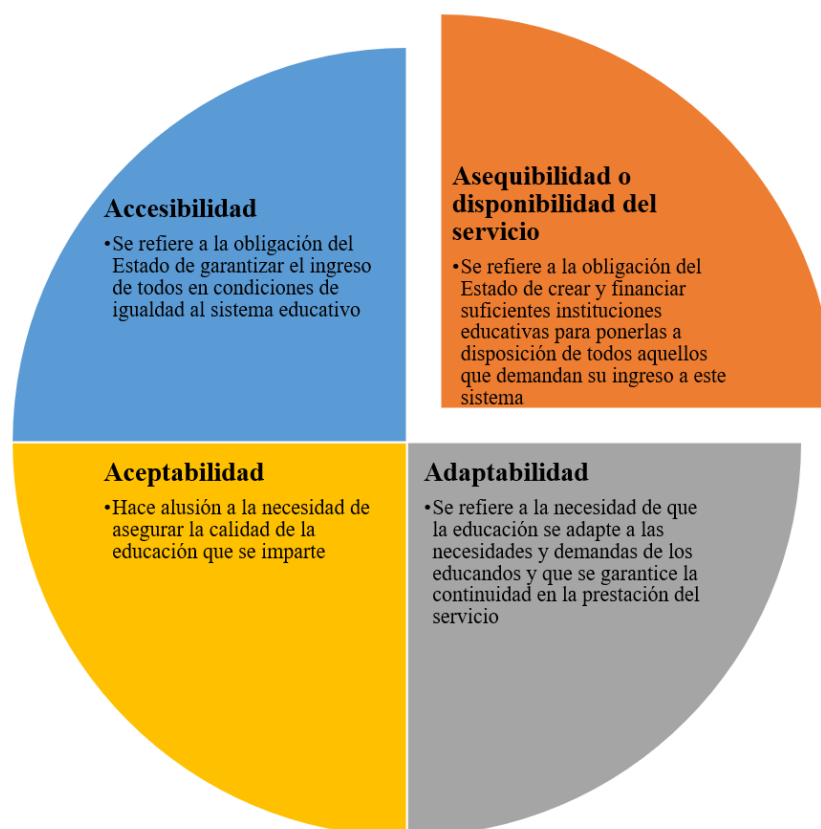 Accesibilidad
•Se refiere a la obligación del
Estado de garantizar el ingreso
de todos en condiciones de
igualdad al sistema educativo
Asequibilidad o
disponibilidad del
servicio
•Se refiere a la obligación del
Estado de crear y financiar
suficientes instituciones
educativas para ponerlas a
disposición de todos aquellos
que demandan su ingreso a este
sistema
Aceptabilidad
•Hace alusión a la necesidad de
asegurar la calidad de la
educación que se imparte
Adaptabilidad
•Se refiere a la necesidad de que
la educación se adapte a las
necesidades y demandas de los
educandos y que se garantice la
continuidad en la prestación del
servicio